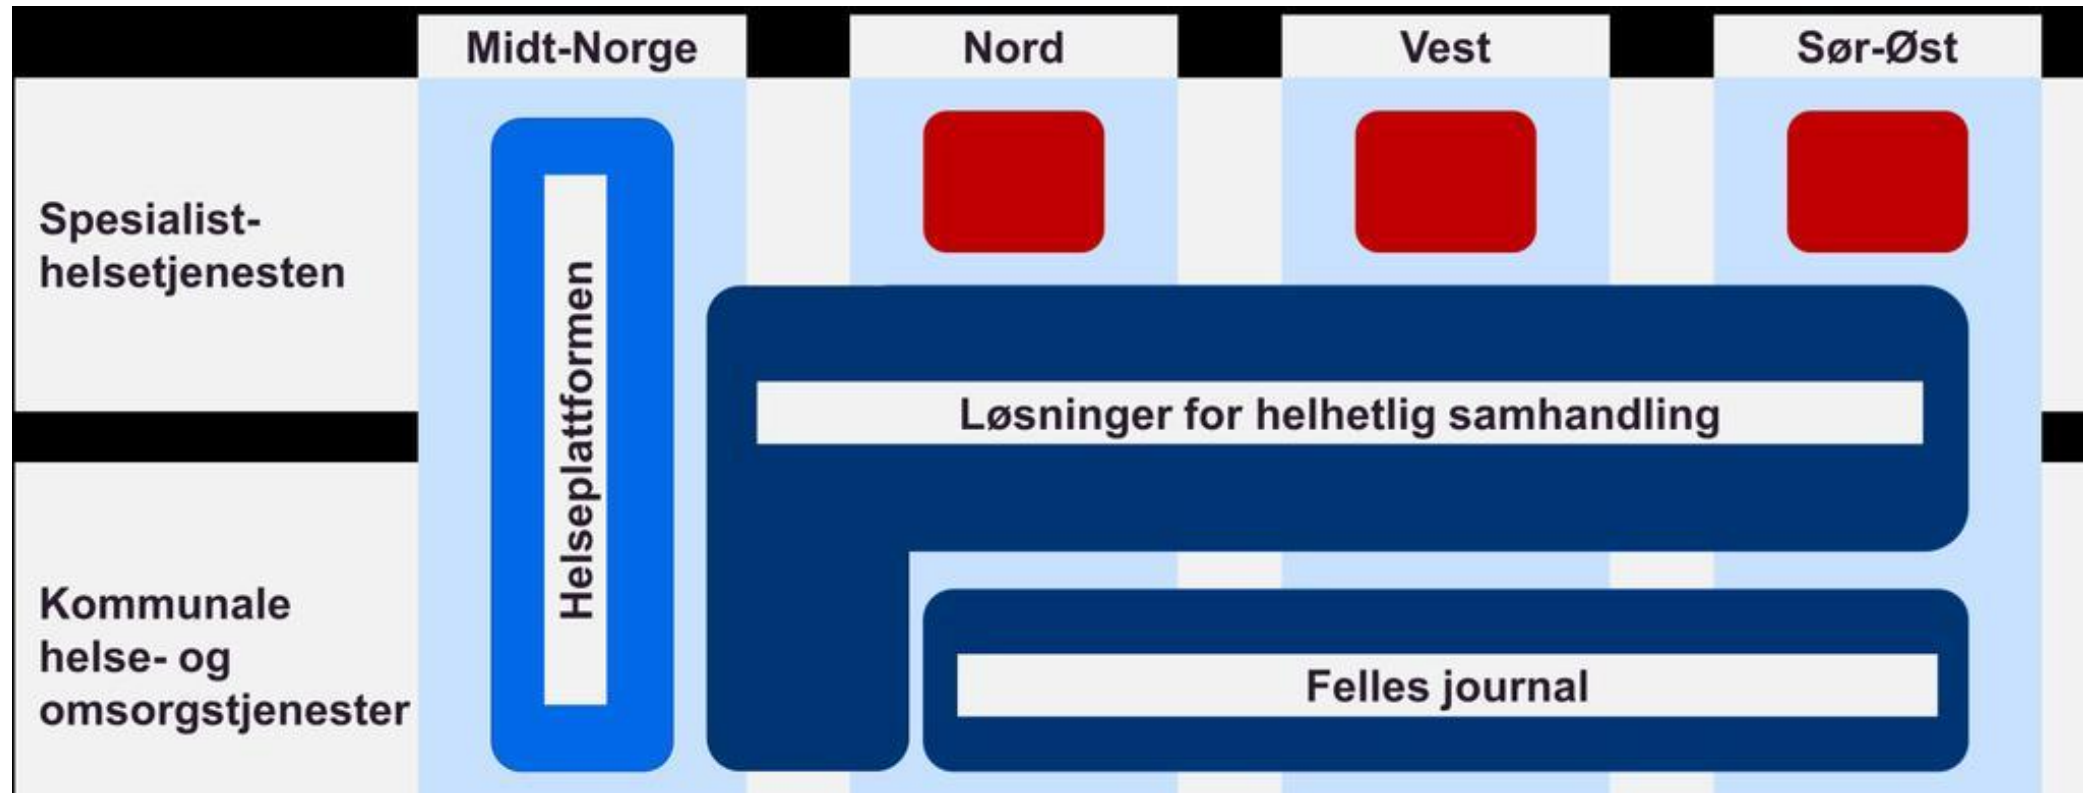 Midt-Norge
Nord
Vest
Sør-Øst
Spesialist-
helsetjenesten
Helseplattformen
Løsninger for helhetlig samhandling
Kommunale
helse- og
omsorgstjenester
Felles journal